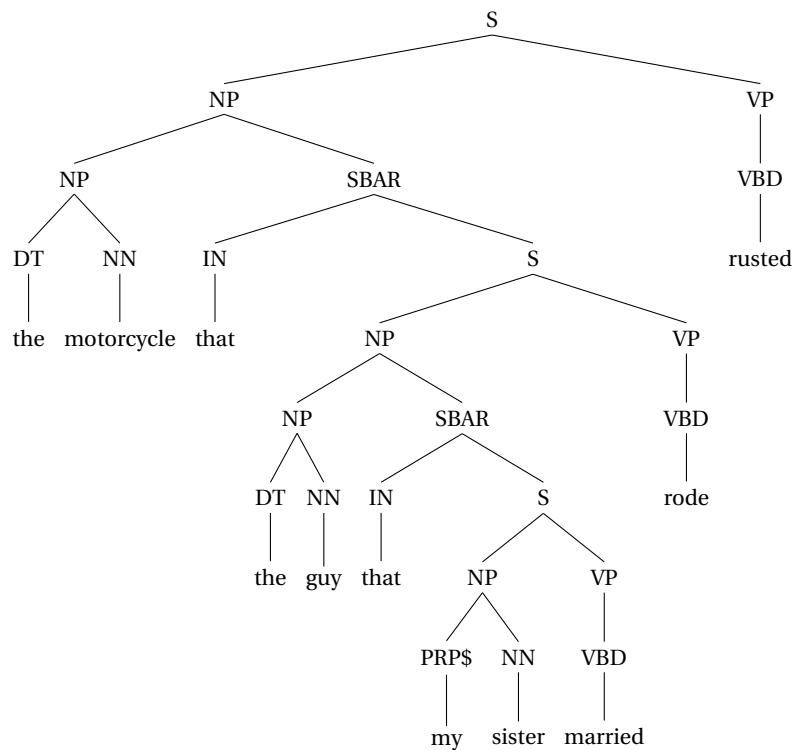 S
NP VP
NP SBAR VBD
DT NN IN S rusted
the motorcycle that NP VP
NP SBAR VBD
DT NN IN S rode
the guy that NP VP
PRP$ NN VBD
my sister married